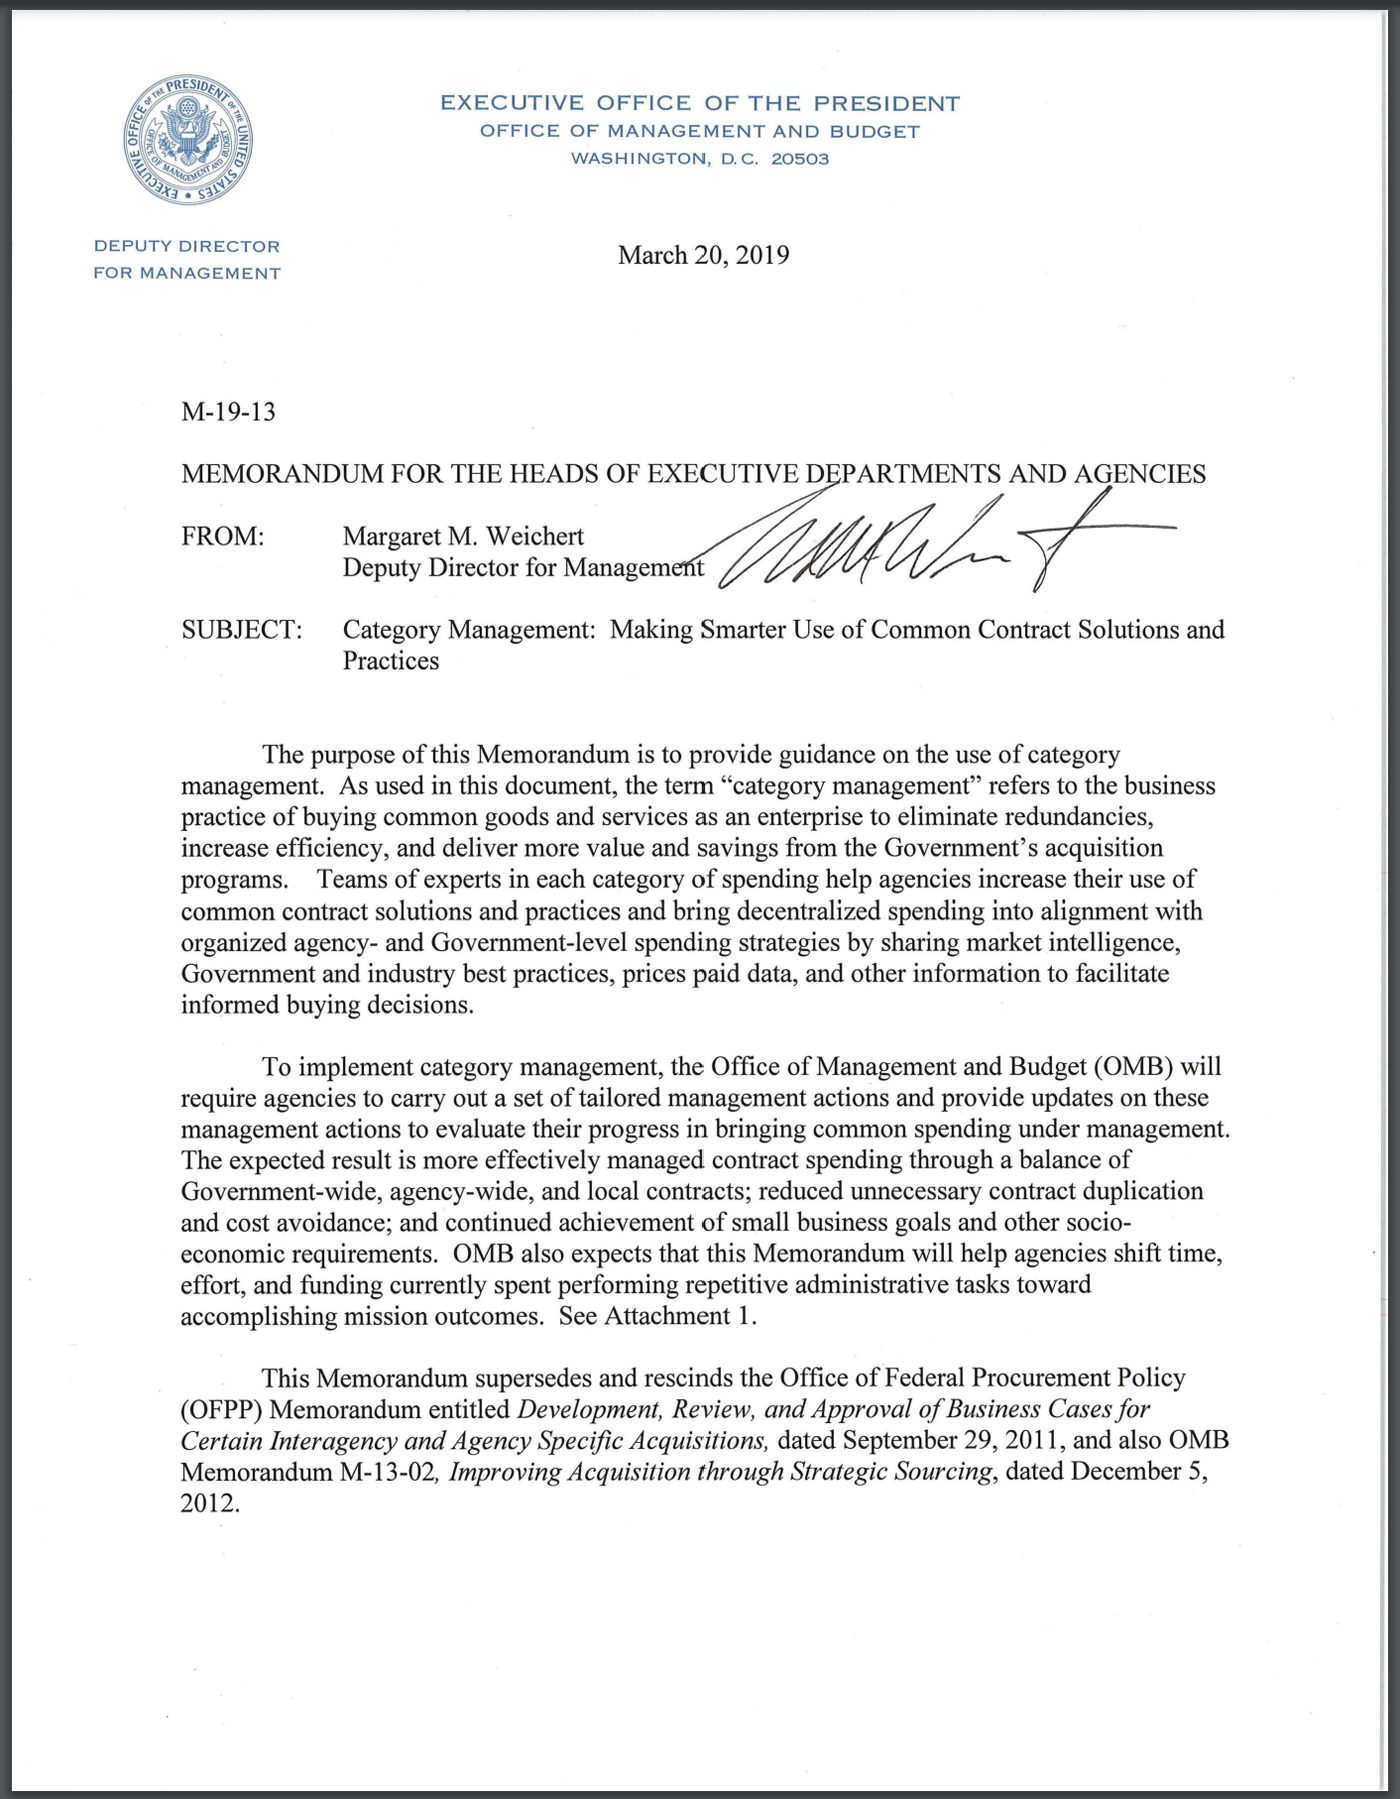 EXECUTIVE OFFICE OF THE PRESIDENT OF THE UNITED STATES
OFFICE OF MANAGEMENT AND BUDGET
EXECUTIVE OFFICE OF THE PRESIDENT
OFFICE OF MANAGEMENT AND BUDGET
WASHINGTON, D.C. 20503
DEPUTY DIRECTOR
FOR MANAGEMENT
March 20, 2019
M-19-13
MEMORANDUM FOR THE HEADS OF EXECUTIVE DEPARTMENTS AND AGENCIES
FROM: Margaret M. Weichert
Deputy Director for Management
SUBJECT: Category Management: Making Smarter Use of Common Contract Solutions and
Practices
The purpose of this Memorandum is to provide guidance on the use of category
management. As used in this document, the term “category management” refers to the business
practice of buying common goods and services as an enterprise to eliminate redundancies,
increase efficiency, and deliver more value and savings from the Government’s acquisition
programs. Teams of experts in each category of spending help agencies increase their use of
common contract solutions and practices and bring decentralized spending into alignment with
organized agency- and Government-level spending strategies by sharing market intelligence,
Government and industry best practices, prices paid data, and other information to facilitate
informed buying decisions.
To implement category management, the Office of Management and Budget (OMB) will
require agencies to carry out a set of tailored management actions and provide updates on these
management actions to evaluate their progress in bringing common spending under management.
The expected result is more effectively managed contract spending through a balance of
Government-wide, agency-wide, and local contracts; reduced unnecessary contract duplication
and cost avoidance; and continued achievement of small business goals and other socio-
economic requirements. OMB also expects that this Memorandum will help agencies shift time,
effort, and funding currently spent performing repetitive administrative tasks toward
accomplishing mission outcomes. See Attachment 1.
This Memorandum supersedes and rescinds the Office of Federal Procurement Policy
(OFPP) Memorandum entitled Development, Review, and Approval of Business Cases for
Certain Interagency and Agency Specific Acquisitions, dated September 29, 2011, and also OMB
Memorandum M-13-02, Improving Acquisition through Strategic Sourcing, dated December 5,
2012.